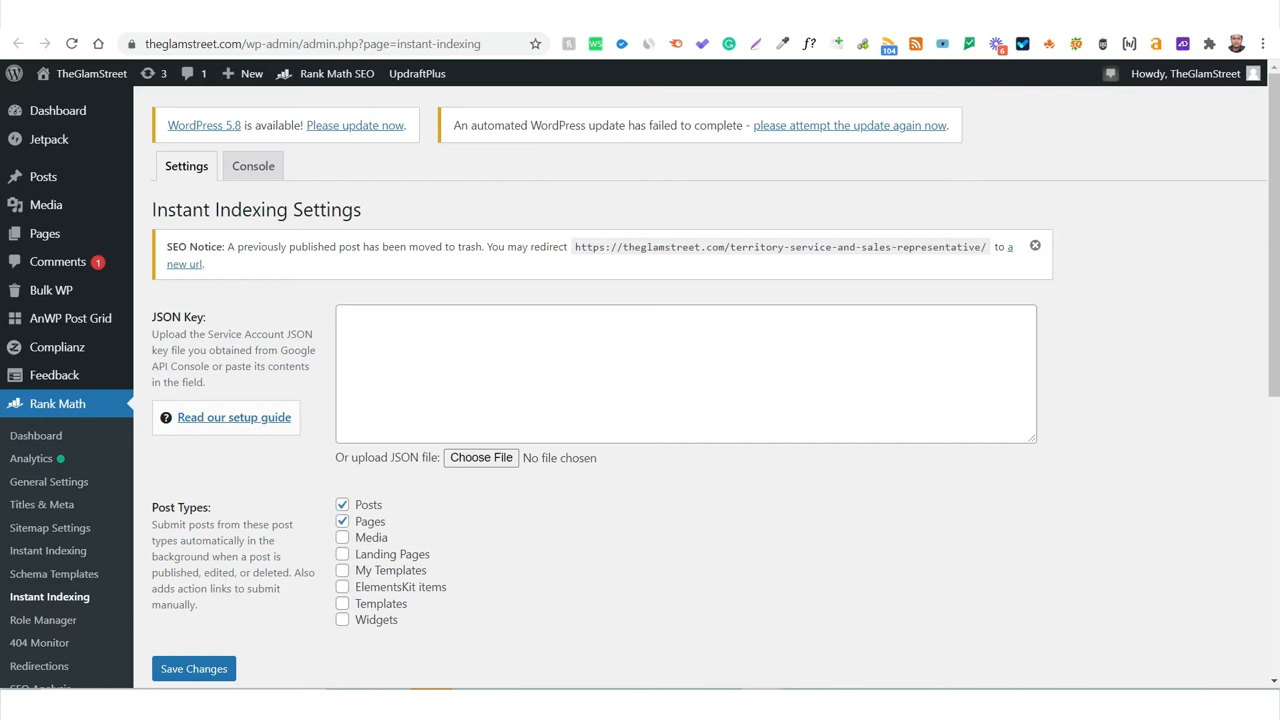 theglamstreet.com/wp-admin/admin.php?page=instant-indexing
104
6
TheGlamStreet 3 1 New Rank Math SEO UpdraftPlus Howdy, TheGlamStreet
Dashboard
Jetpack
Posts
Media
Pages
Comments 1
Bulk WP
AnWP Post Grid
Complianz
Feedback
Rank Math
Dashboard
Analytics
General Settings
Titles & Meta
Sitemap Settings
Instant Indexing
Schema Templates
Instant Indexing
Role Manager
404 Monitor
Redirections
SEO Analysis
WordPress 5.8 is available! Please update now.
An automated WordPress update has failed to complete - please attempt the update again now.
Settings Console
Instant Indexing Settings
SEO Notice: A previously published post has been moved to trash. You may redirect https://theglamstreet.com/territory-service-and-sales-representative/ to a
new url.
JSON Key:
Upload the Service Account JSON
key file you obtained from Google
API Console or paste its contents
in the field.
Read our setup guide
Or upload JSON file: Choose File No file chosen
Post Types:
Submit posts from these post
types automatically in the
background when a post is
published, edited, or deleted. Also
adds action links to submit
manually.
Posts
Pages
Media
Landing Pages
My Templates
ElementsKit items
Templates
Widgets
Save Changes